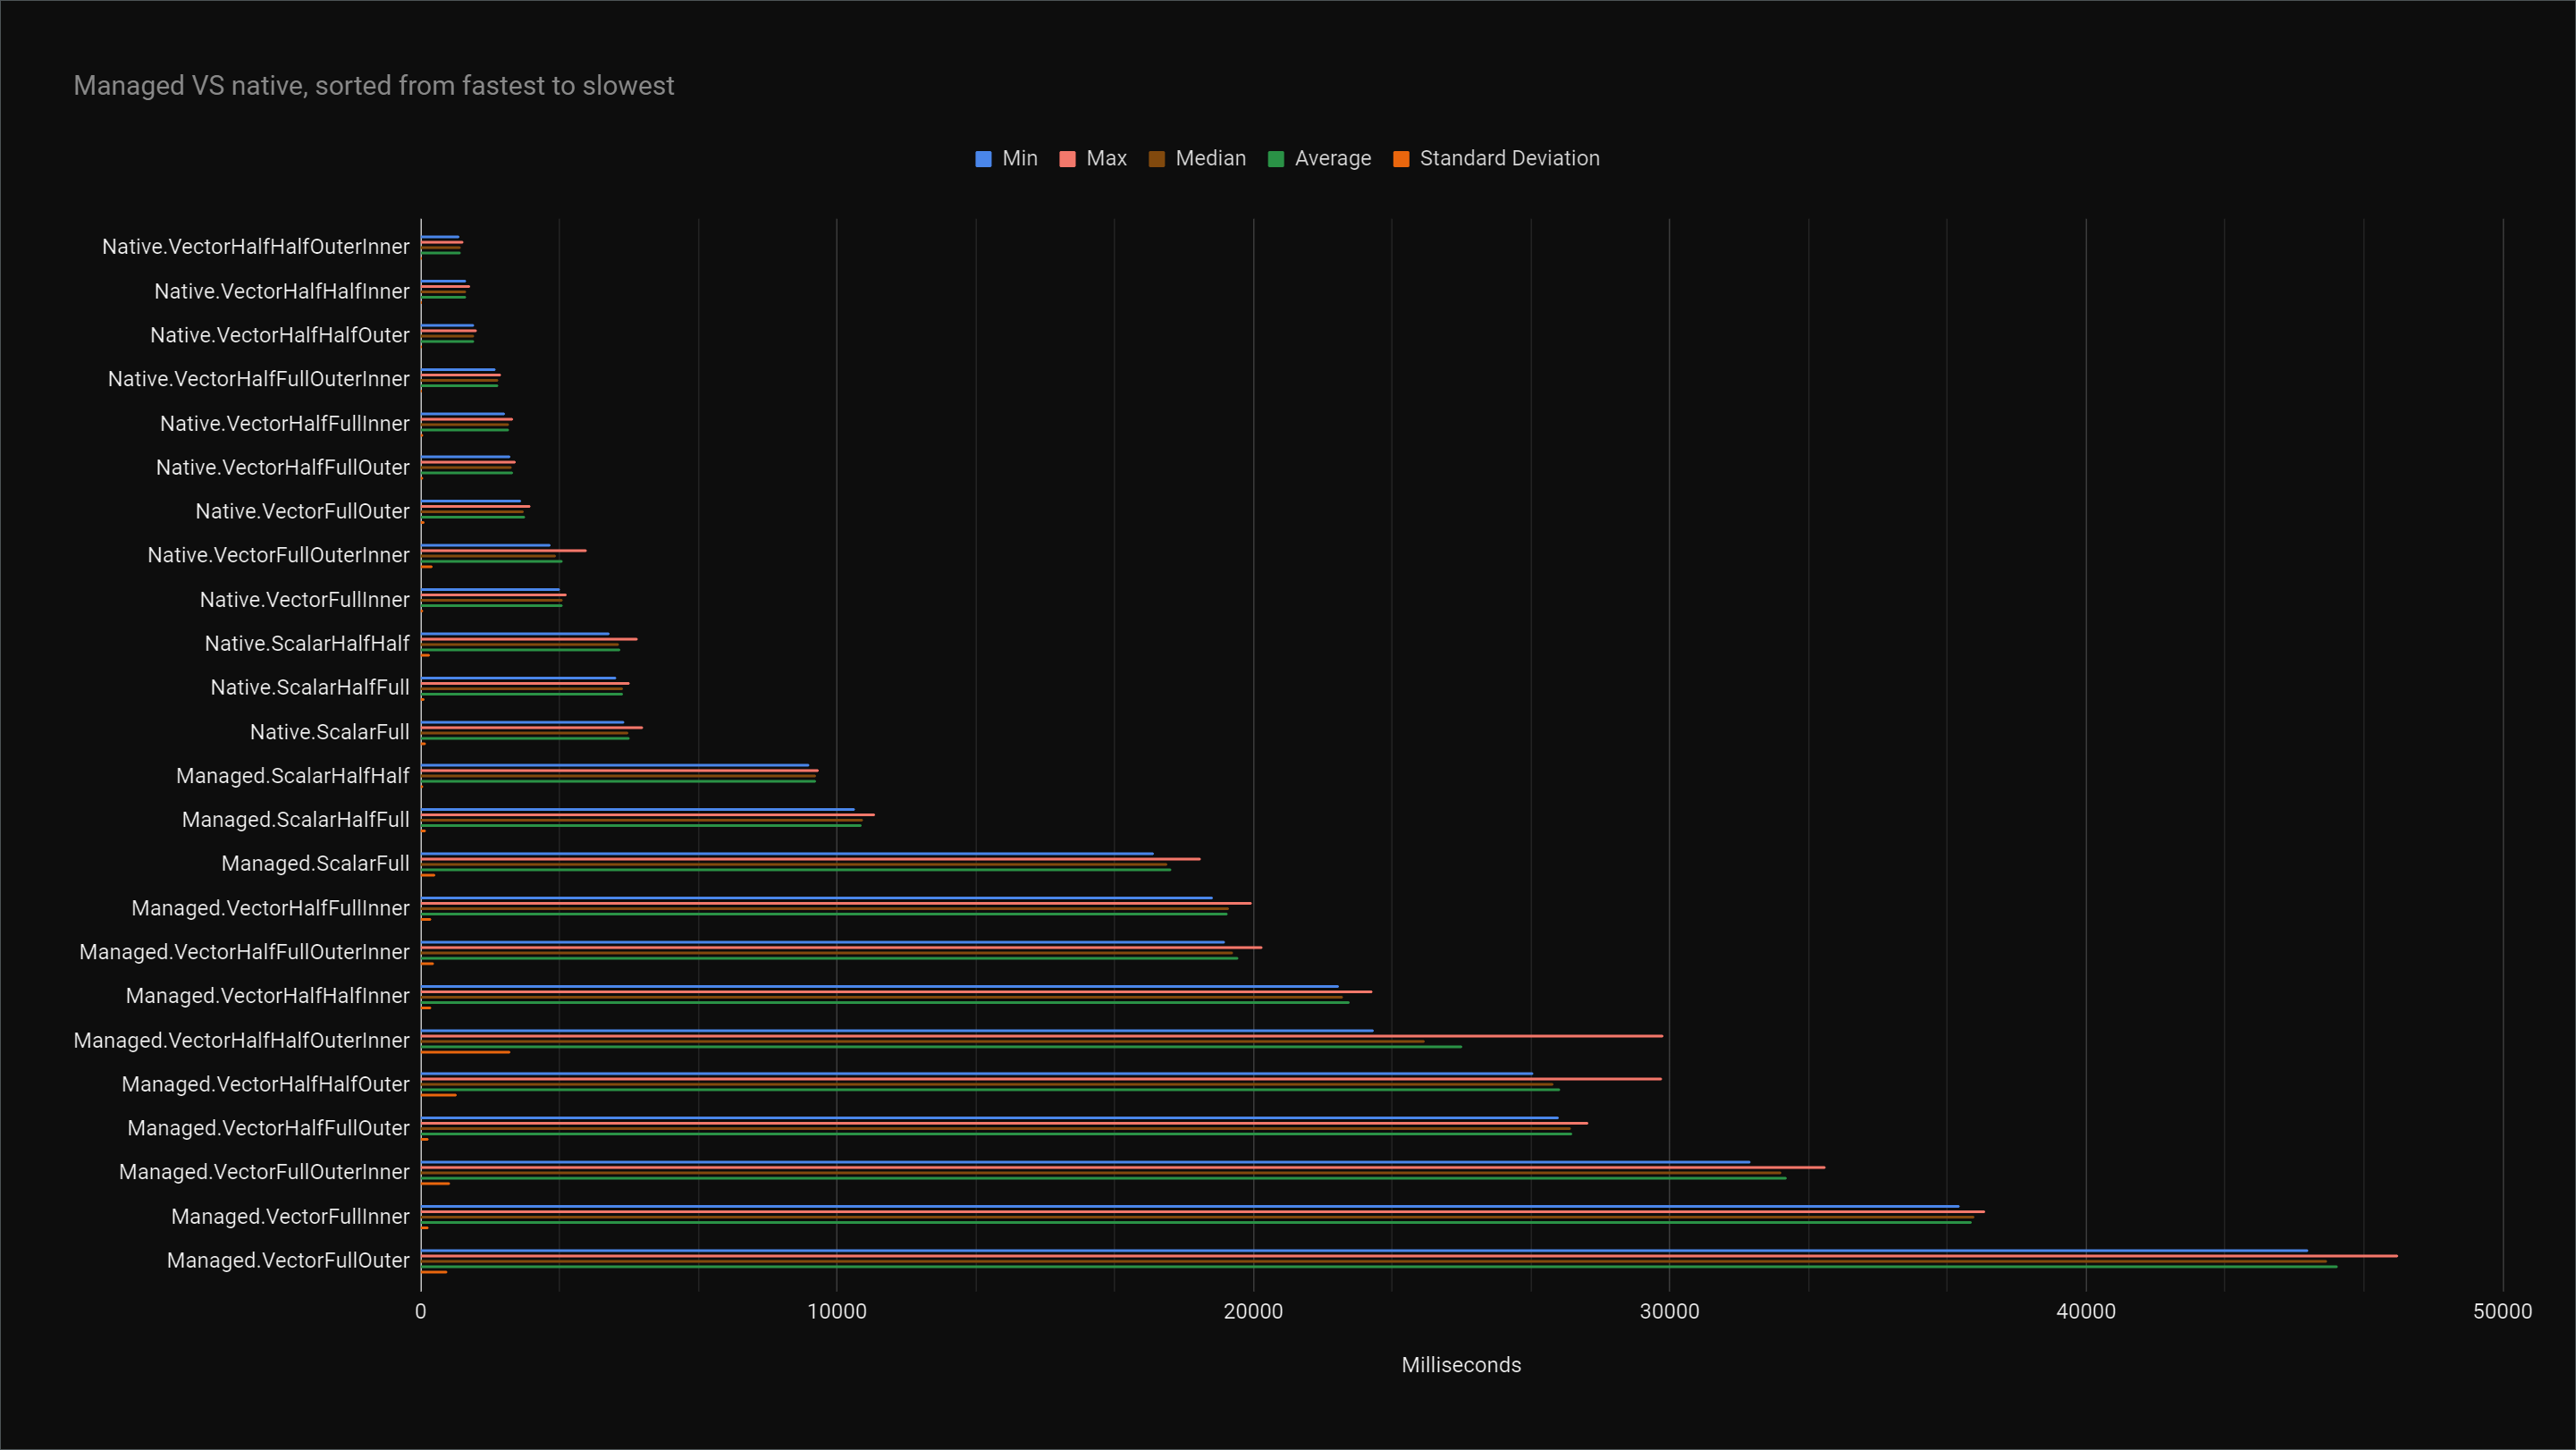 Managed VS native, sorted from fastest to slowest
Min Max Median Average Standard Deviation
Native.VectorHalfHalfOuterInner
Native.VectorHalfHalfInner
Native.VectorHalfHalfOuter
Native.VectorHalfFullOuterInner
Native.VectorHalfFullInner
Native.VectorHalfFullOuter
Native.VectorFullOuter
Native.VectorFullOuterInner
Native.VectorFullInner
Native.ScalarHalfHalf
Native.ScalarHalfFull
Native.ScalarFull
Managed.ScalarHalfHalf
Managed.ScalarHalfFull
Managed.ScalarFull
Managed.VectorHalfFullInner
Managed.VectorHalfFullOuterInner
Managed.VectorHalfHalfInner
Managed.VectorHalfHalfOuterInner
Managed.VectorHalfHalfOuter
Managed.VectorHalfFullOuter
Managed.VectorFullOuterInner
Managed.VectorFullInner
Managed.VectorFullOuter
0 10000 20000 30000 40000 50000
Milliseconds